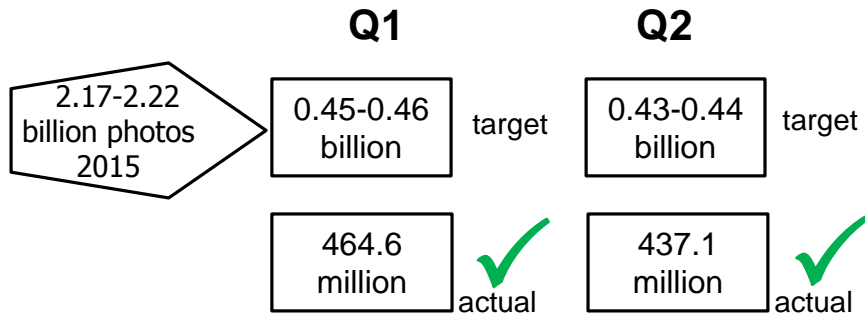 Q1 Q2
2.17-2.22
billion photos
2015
0.45-0.46
billion
target
0.43-0.44
billion
target
464.6
million
actual
437.1
million
actual